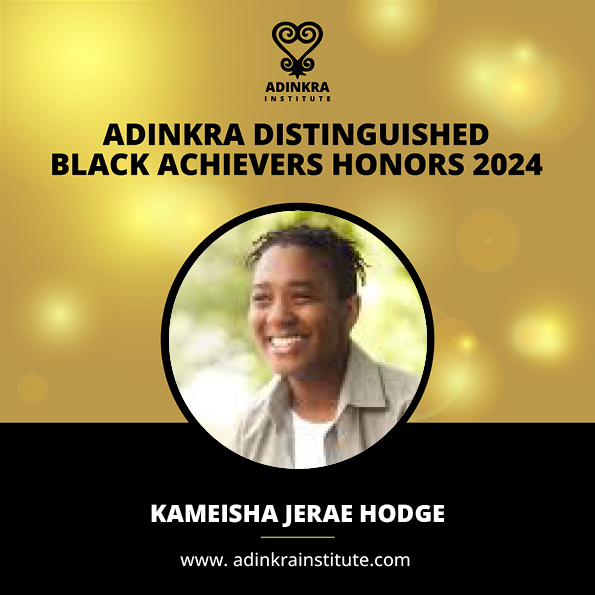 ADINKRA
INSTITUTE
ADINKRA DISTINGUISHED
BLACK ACHIEVERS HONORS 2024
KAMEISHA JERAE HODGE
www. adinkrainstitute.com